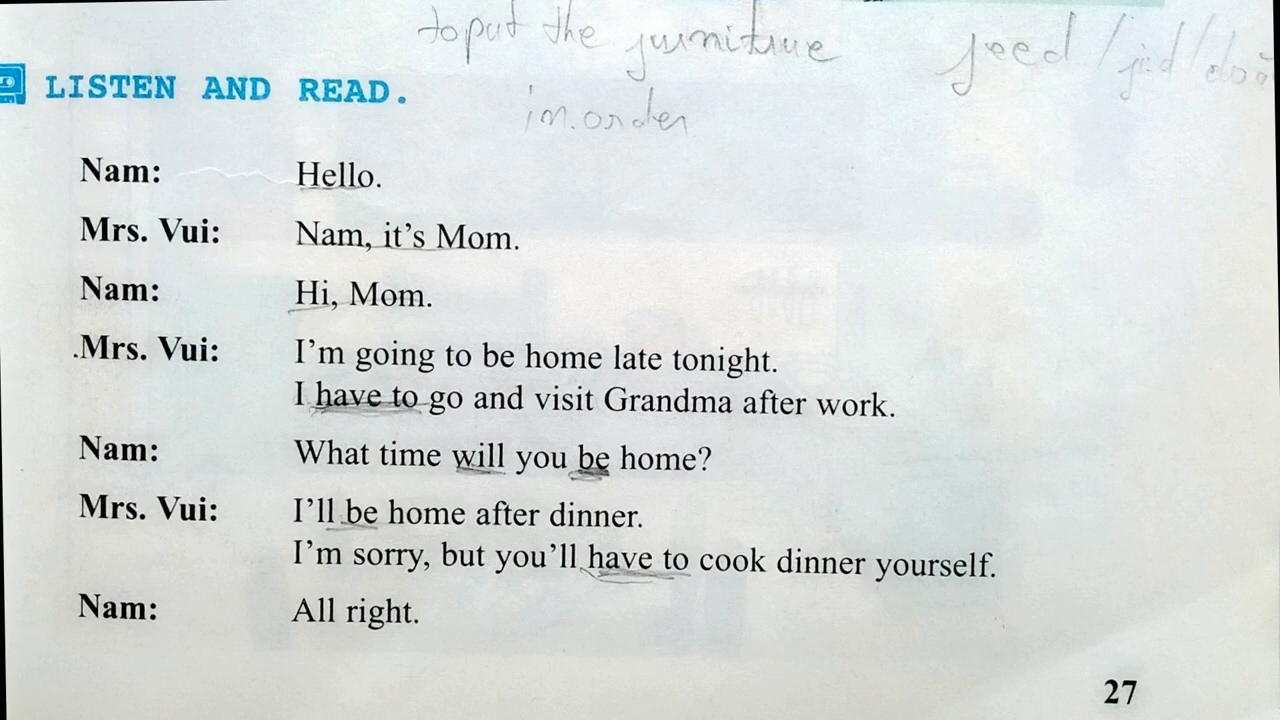 to put the furniture
in order
LISTEN AND READ.
Nam: Hello.
Mrs. Vui: Nam, it's Mom.
Nam: Hi, Mom.
Mrs. Vui: I'm going to be home late tonight.
I have to go and visit Grandma after work.
Nam: What time will you be home?
Mrs. Vui: I'll be home after dinner.
I'm sorry, but you'll have to cook dinner yourself.
Nam: All right.
27